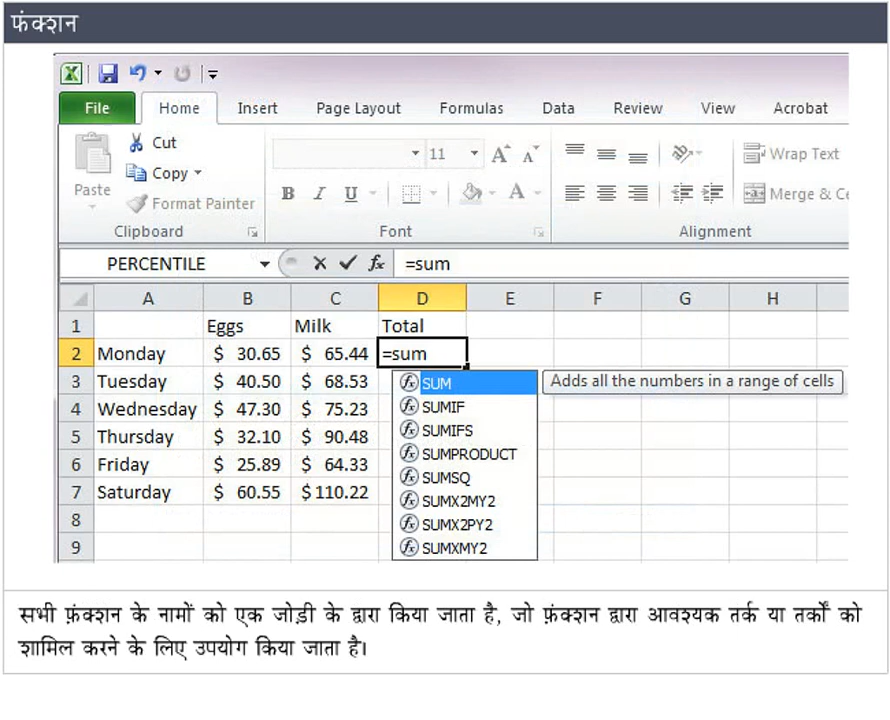 फंक्शन
File Home Insert Page Layout Formulas Data Review View Acrobat
Cut
Copy
Format Painter
Paste
Clipboard
11
B I U
Font
Wrap Text
Merge & Ce
Alignment
PERCENTILE fx =sum
A B C D E F G H
1 Eggs Milk Total
2 Monday $ 30.65 $ 65.44 =sum
3 Tuesday $ 40.50 $ 68.53
4 Wednesday $ 47.30 $ 75.23
5 Thursday $ 32.10 $ 90.48
6 Friday $ 25.89 $ 64.33
7 Saturday $ 60.55 $ 110.22
8
9
SUM Adds all the numbers in a range of cells
SUMIF
SUMIFS
SUMPRODUCT
SUMSQ
SUMX2MY2
SUMX2PY2
SUMXMY2
सभी फ़ंक्शन के नामों को एक जोड़ी के द्वारा किया जाता है, जो फ़ंक्शन द्वारा आवश्यक तर्क या तर्कों को
शामिल करने के लिए उपयोग किया जाता है।